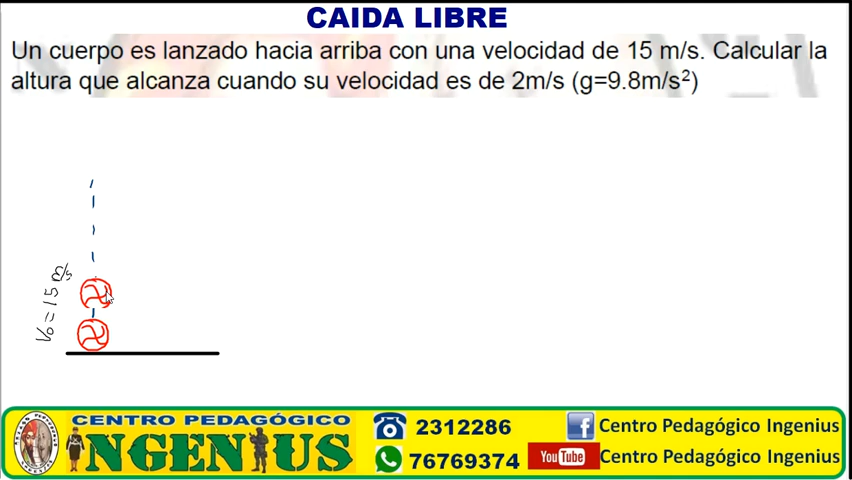 CAIDA LIBRE
Un cuerpo es lanzado hacia arriba con una velocidad de 15 m/s. Calcular la
altura que alcanza cuando su velocidad es de 2m/s (g=9.8m/s²)
V₀ = 15 m/s
CENTRO PEDAGÓGICO
INGENIUS
2312286
76769374
Centro Pedagógico Ingenius
YouTube
Centro Pedagógico Ingenius